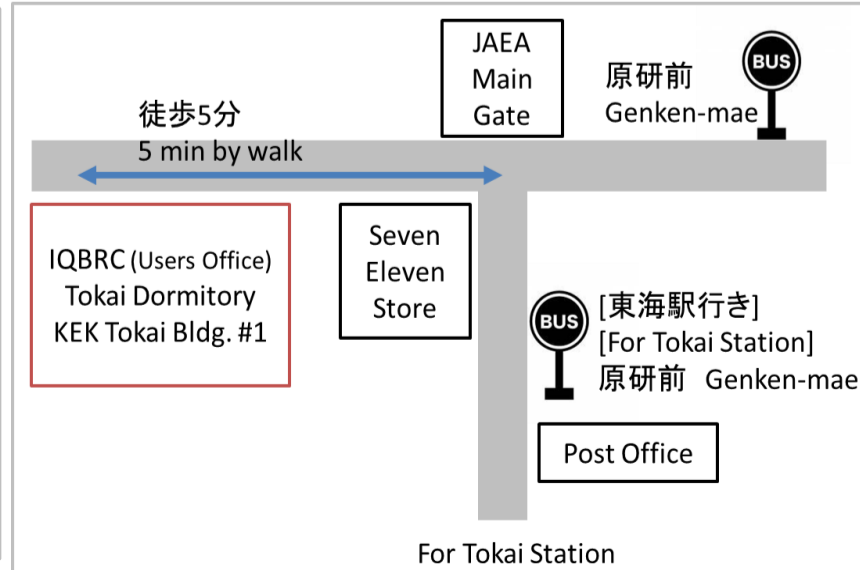 JAEA
Main
Gate
原研前
Genken-mae
BUS
徒歩5分
5 min by walk
IQBRC (Users Office)
Tokai Dormitory
KEK Tokai Bldg. #1
Seven
Eleven
Store
BUS
[東海駅行き]
[For Tokai Station]
原研前 Genken-mae
Post Office
For Tokai Station